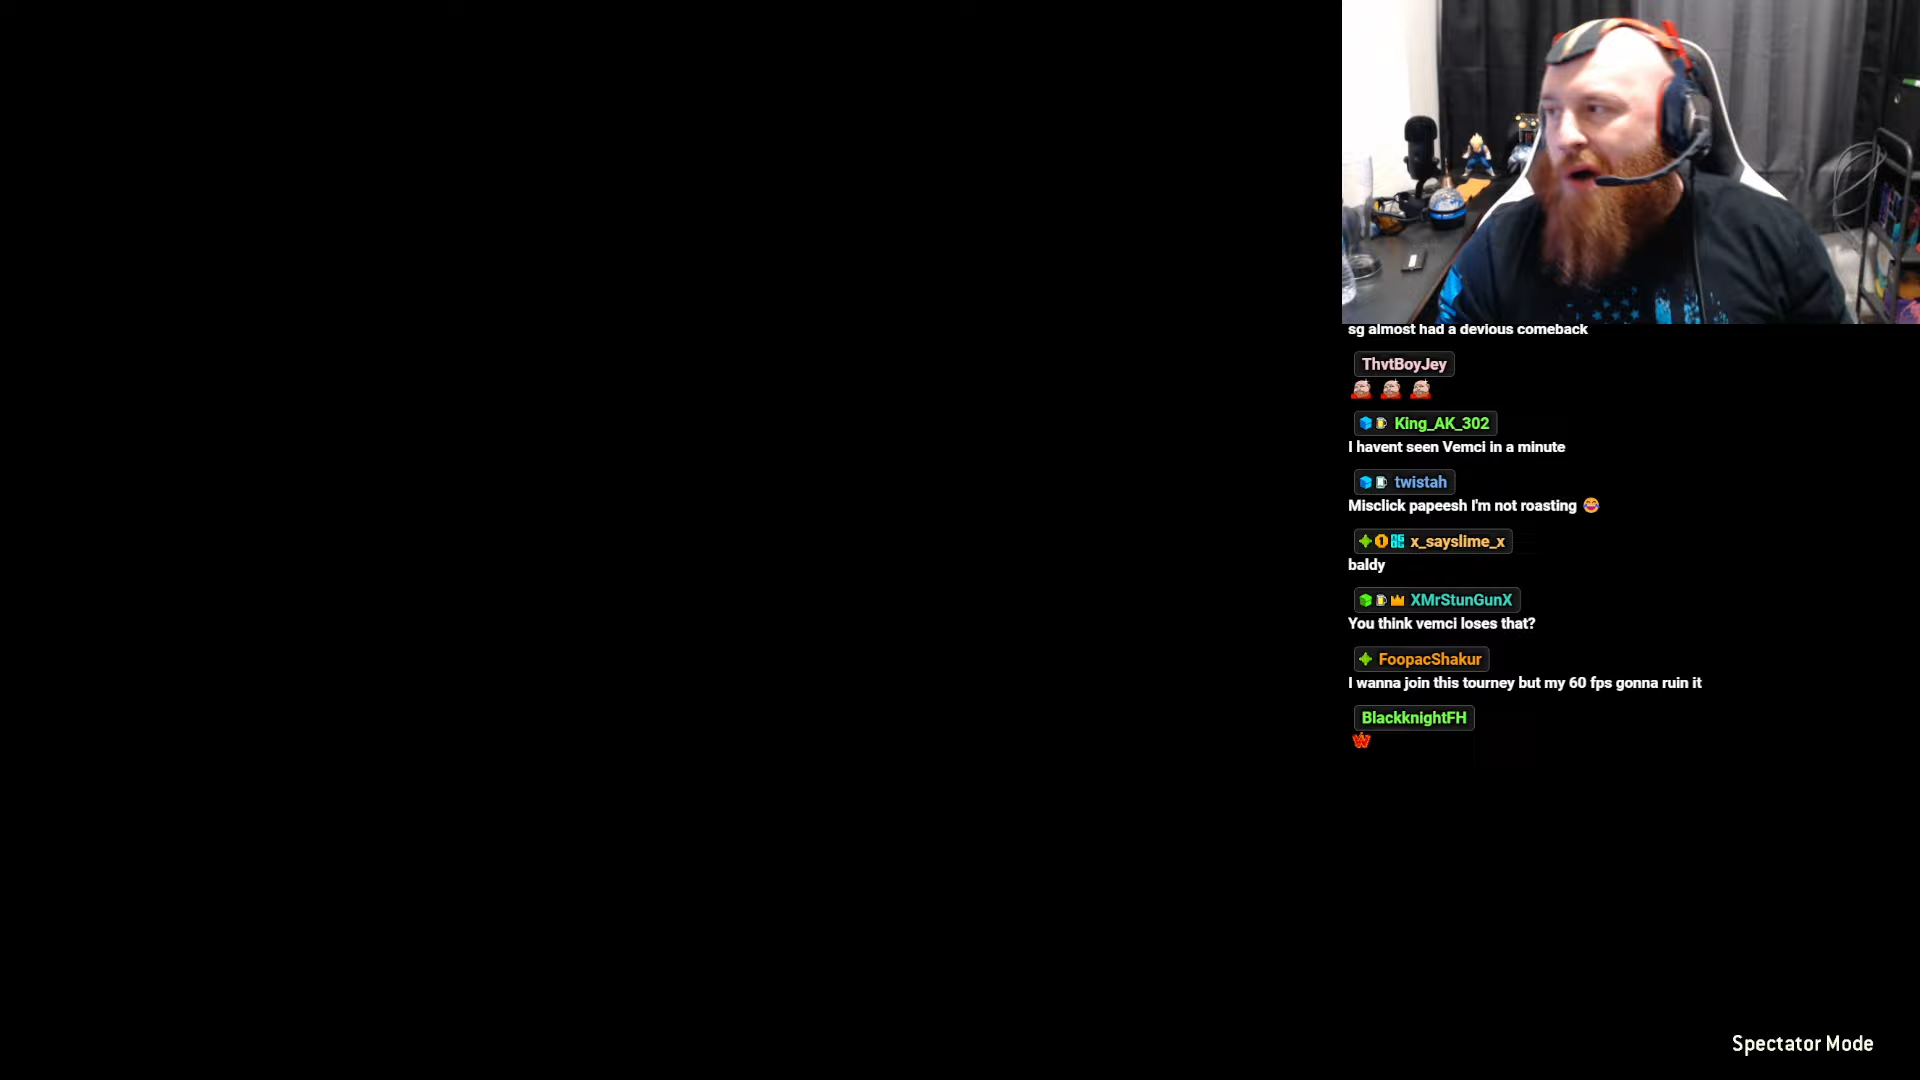 sg almost had a devious comeback
ThvtBoyJey
King_AK_302
I havent seen Vemci in a minute
twistah
Misclick papeesh I'm not roasting 😂
x_sayslime_x
baldy
XMrStunGunX
You think vemci loses that?
FoopacShakur
I wanna join this tourney but my 60 fps gonna ruin it
BlackknightFH
W
Spectator Mode